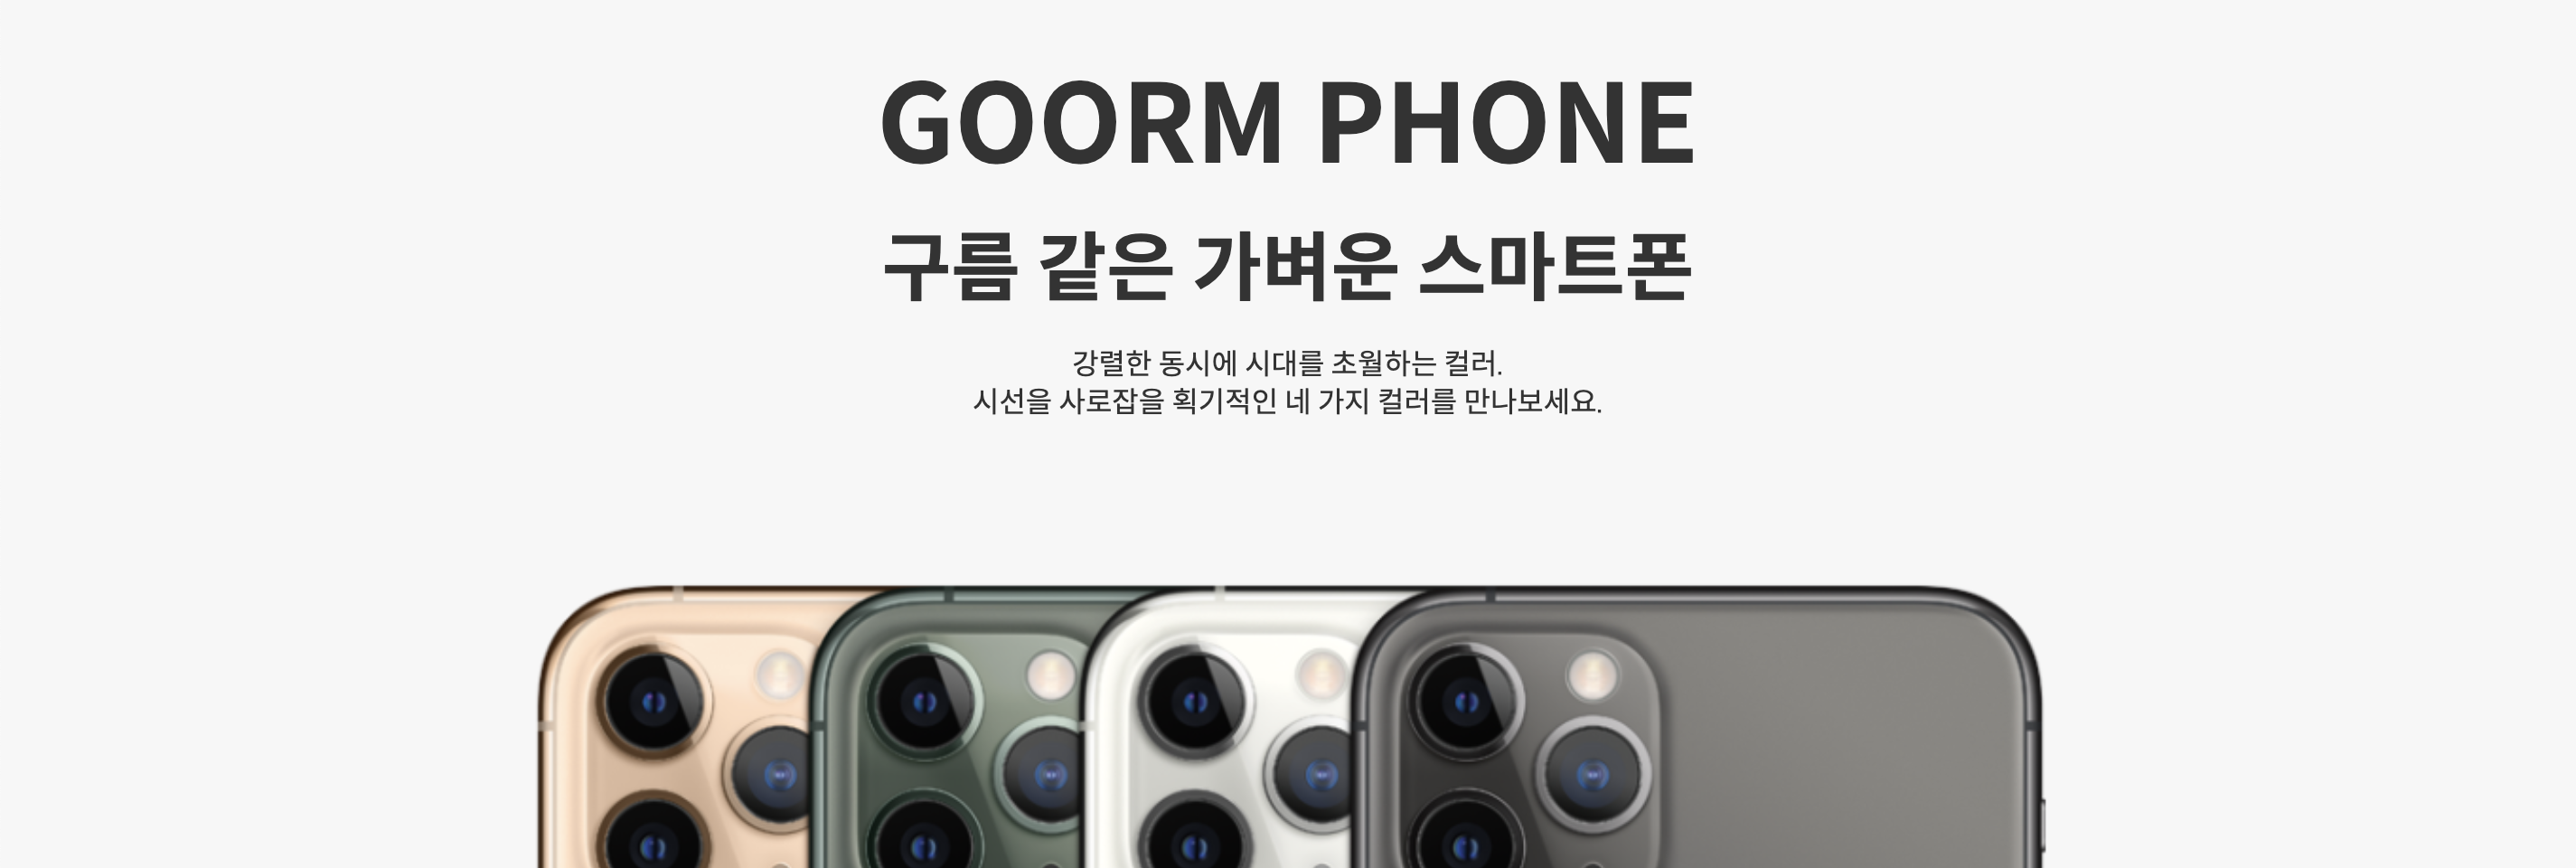 GOORM PHONE
구름 같은 가벼운 스마트폰
강렬한 동시에 시대를 초월하는 컬러.
시선을 사로잡을 획기적인 네 가지 컬러를 만나보세요.